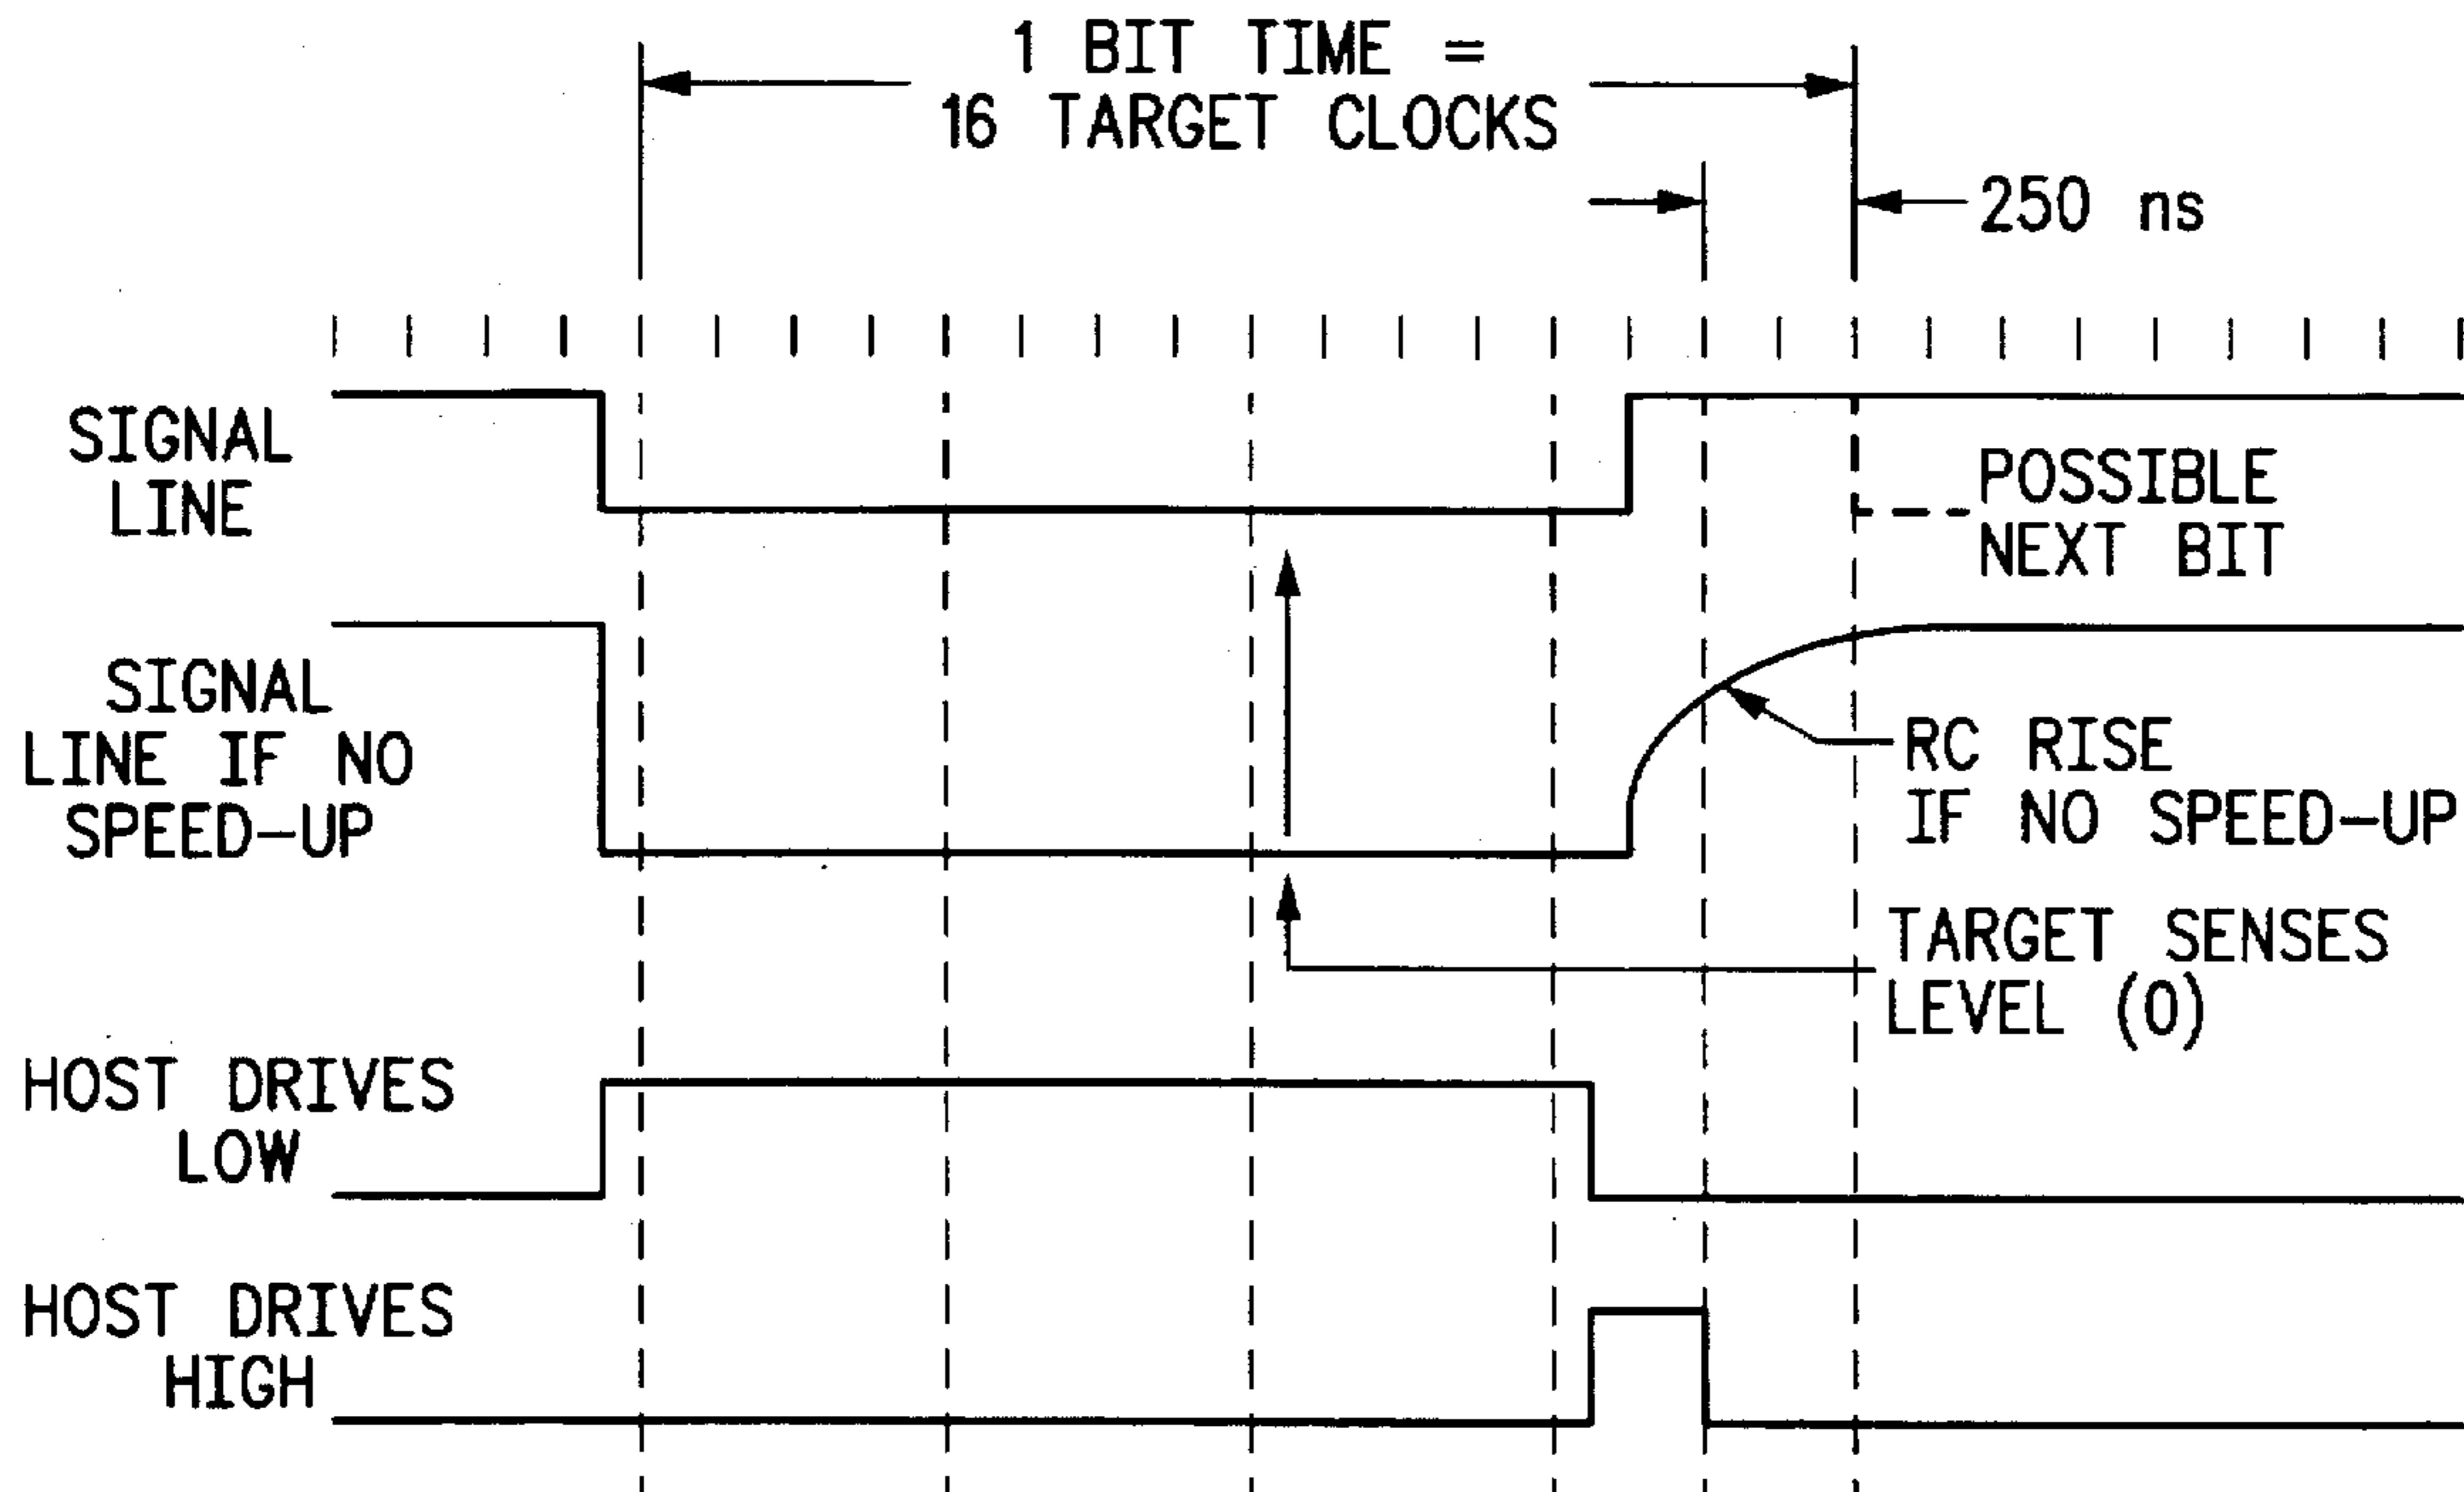 1 BIT TIME =
16 TARGET CLOCKS
250 ns
SIGNAL
LINE
POSSIBLE
NEXT BIT
SIGNAL
LINE IF NO
SPEED-UP
RC RISE
IF NO SPEED-UP
TARGET SENSES
LEVEL (0)
HOST DRIVES
LOW
HOST DRIVES
HIGH